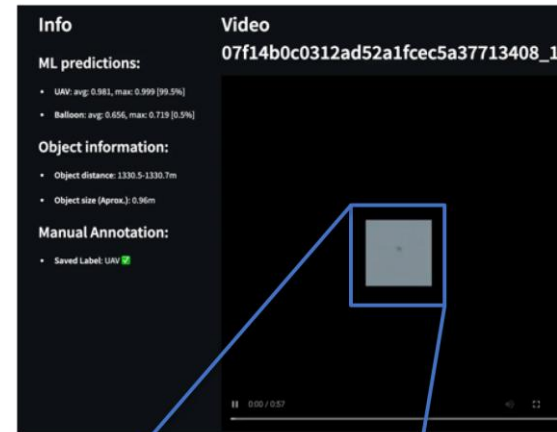 Info
ML predictions:
• UAV: avg: 0.981, max: 0.999 [99.5%]
• Balloon: avg: 0.656, max: 0.719 [0.5%]
Object information:
• Object distance: 1330.5-1330.7m
• Object size (Aprox.): 0.96m
Manual Annotation:
• Saved Label: UAV ✅
Video
07f14b0c0312ad52a1fcec5a37713408_1
0:00 / 0:57